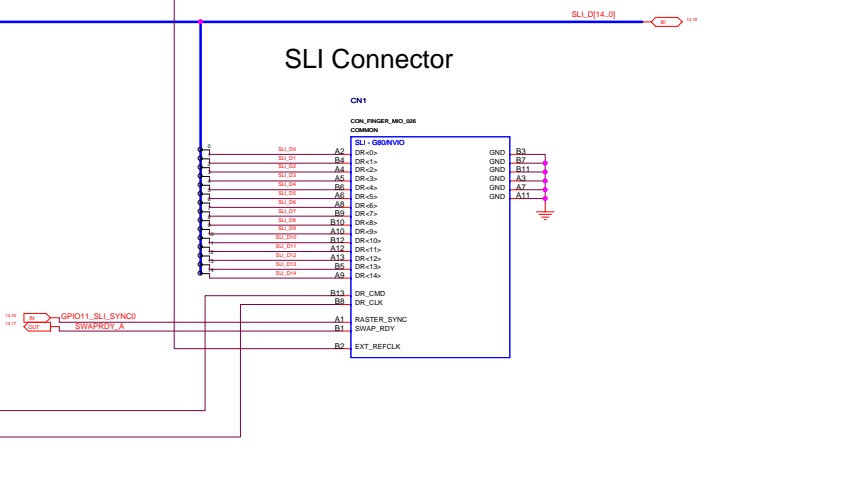 SLI_D[14..0]
BI
13,18
SLI Connector
CN1
CON_FINGER_MIO_026
COMMON
SLI - G80/NVIO
SLI_D0 A2 DR<0> GND B3
SLI_D1 B4 DR<1> GND B7
SLI_D2 A4 DR<2> GND B11
SLI_D3 A5 DR<3> GND A3
SLI_D4 B6 DR<4> GND A7
SLI_D5 A6 DR<5> GND A11
SLI_D6 A8 DR<6>
SLI_D7 B9 DR<7>
SLI_D8 B10 DR<8>
SLI_D9 A10 DR<9>
SLI_D10 B12 DR<10>
SLI_D11 A12 DR<11>
SLI_D12 A13 DR<12>
SLI_D13 B5 DR<13>
SLI_D14 A9 DR<14>
B13 DR_CMD
B8 DR_CLK
IN GPIO11_SLI_SYNC0 A1 RASTER_SYNC
13,17 OUT SWAPRDY_A B1 SWAP_RDY
B2 EXT_REFCLK